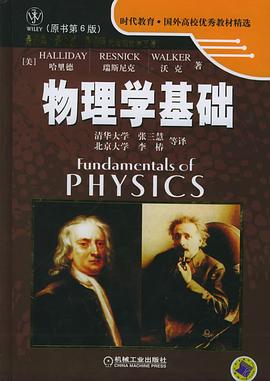 WILEY
(原书第6版)
时代教育·国外高校优秀教材精选
[美] HALLIDAY RESNICK WALKER 著
哈里德 瑞斯尼克 沃克
物理学基础
清华大学 张三慧 等译
北京大学 李椿
Fundamentals of
PHYSICS
机械工业出版社
CHINA MACHINE PRESS